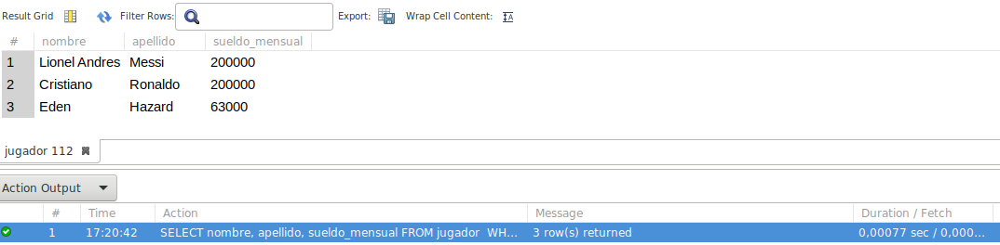 Result Grid Filter Rows: Export: Wrap Cell Content: IA
# nombre apellido sueldo_mensual
1 Lionel Andres Messi 200000
2 Cristiano Ronaldo 200000
3 Eden Hazard 63000
jugador 112
Action Output
# Time Action Message Duration / Fetch
1 17:20:42 SELECT nombre, apellido, sueldo_mensual FROM jugador WH... 3 row(s) returned 0,00077 sec / 0,000...